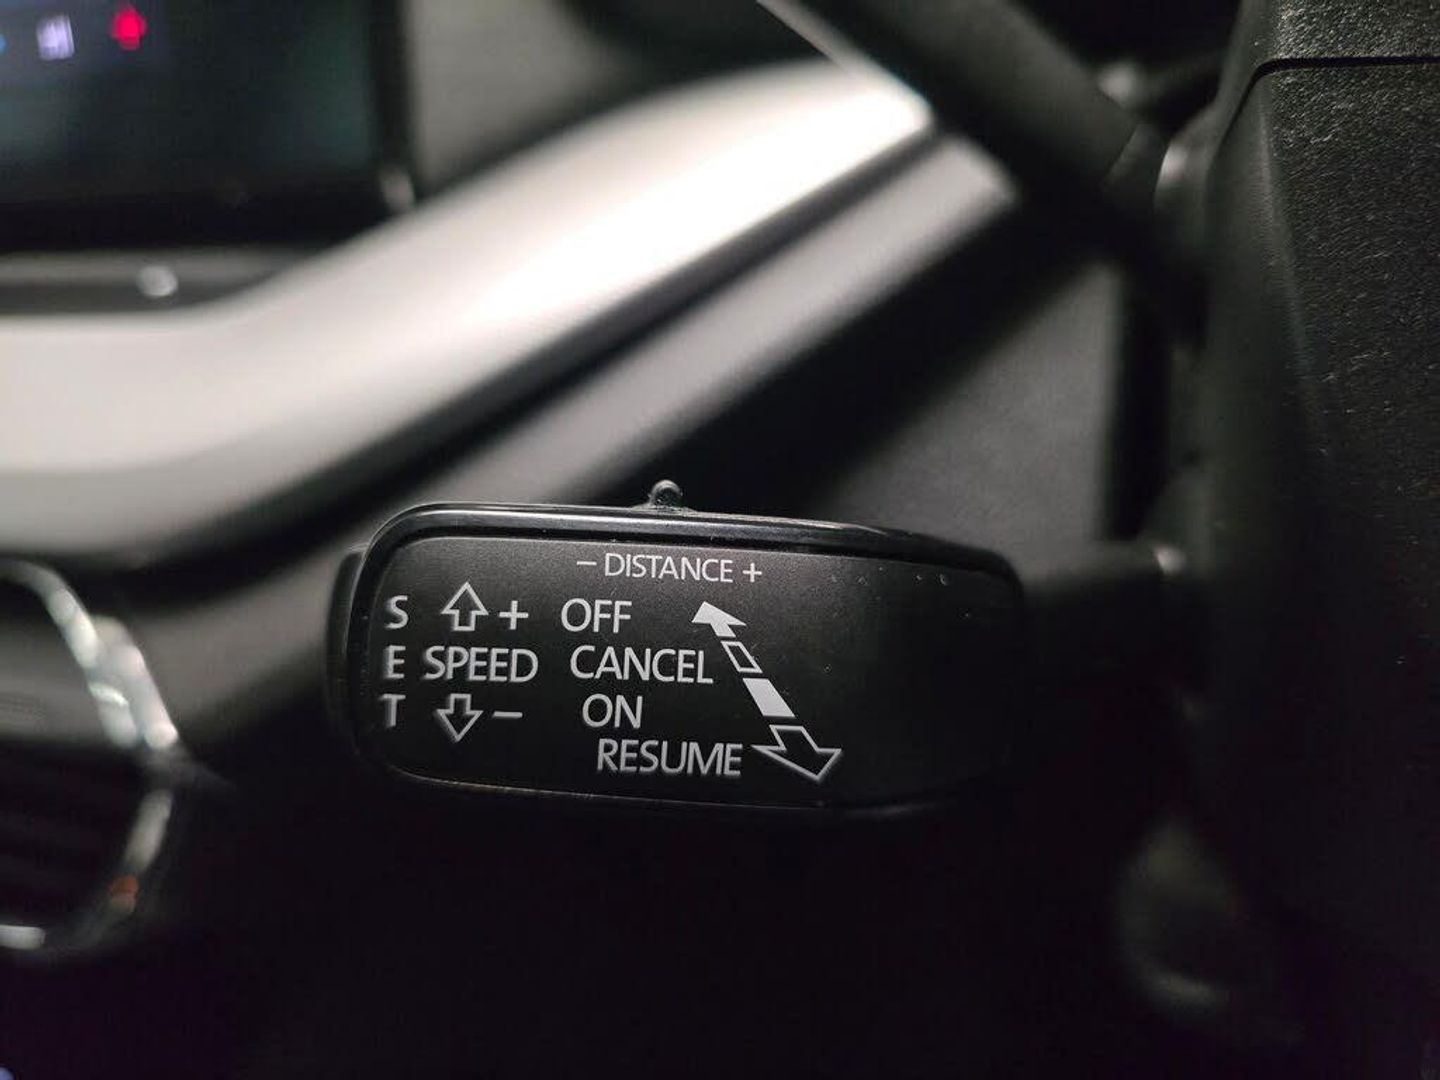 – DISTANCE +
S + OFF
E SPEED CANCEL
T – ON
RESUME